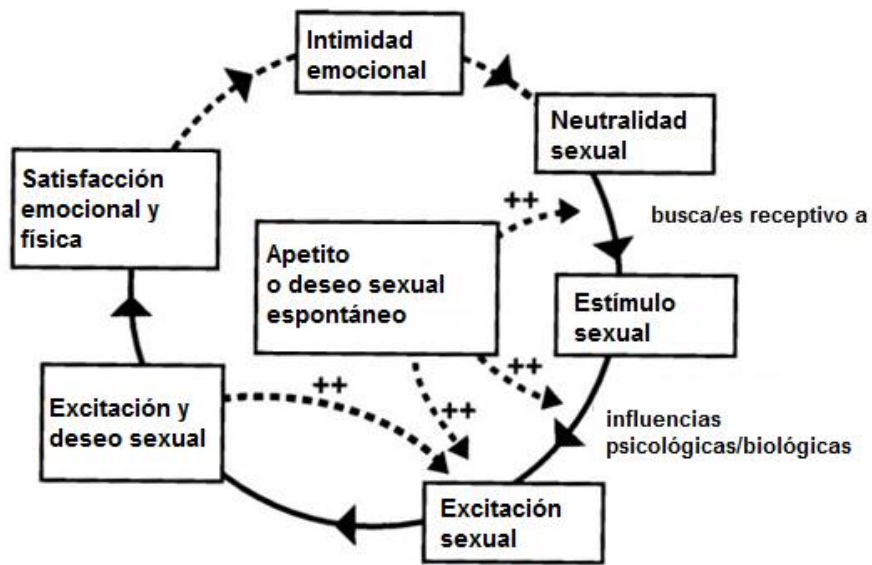 Intimidad
emocional
Neutralidad
sexual
Satisfacción
emocional y
física
++
busca/es receptivo a
Apetito
o deseo sexual
espontáneo
Estímulo
sexual
++
++
++
Excitación y
deseo sexual
influencias
psicológicas/biológicas
Excitación
sexual